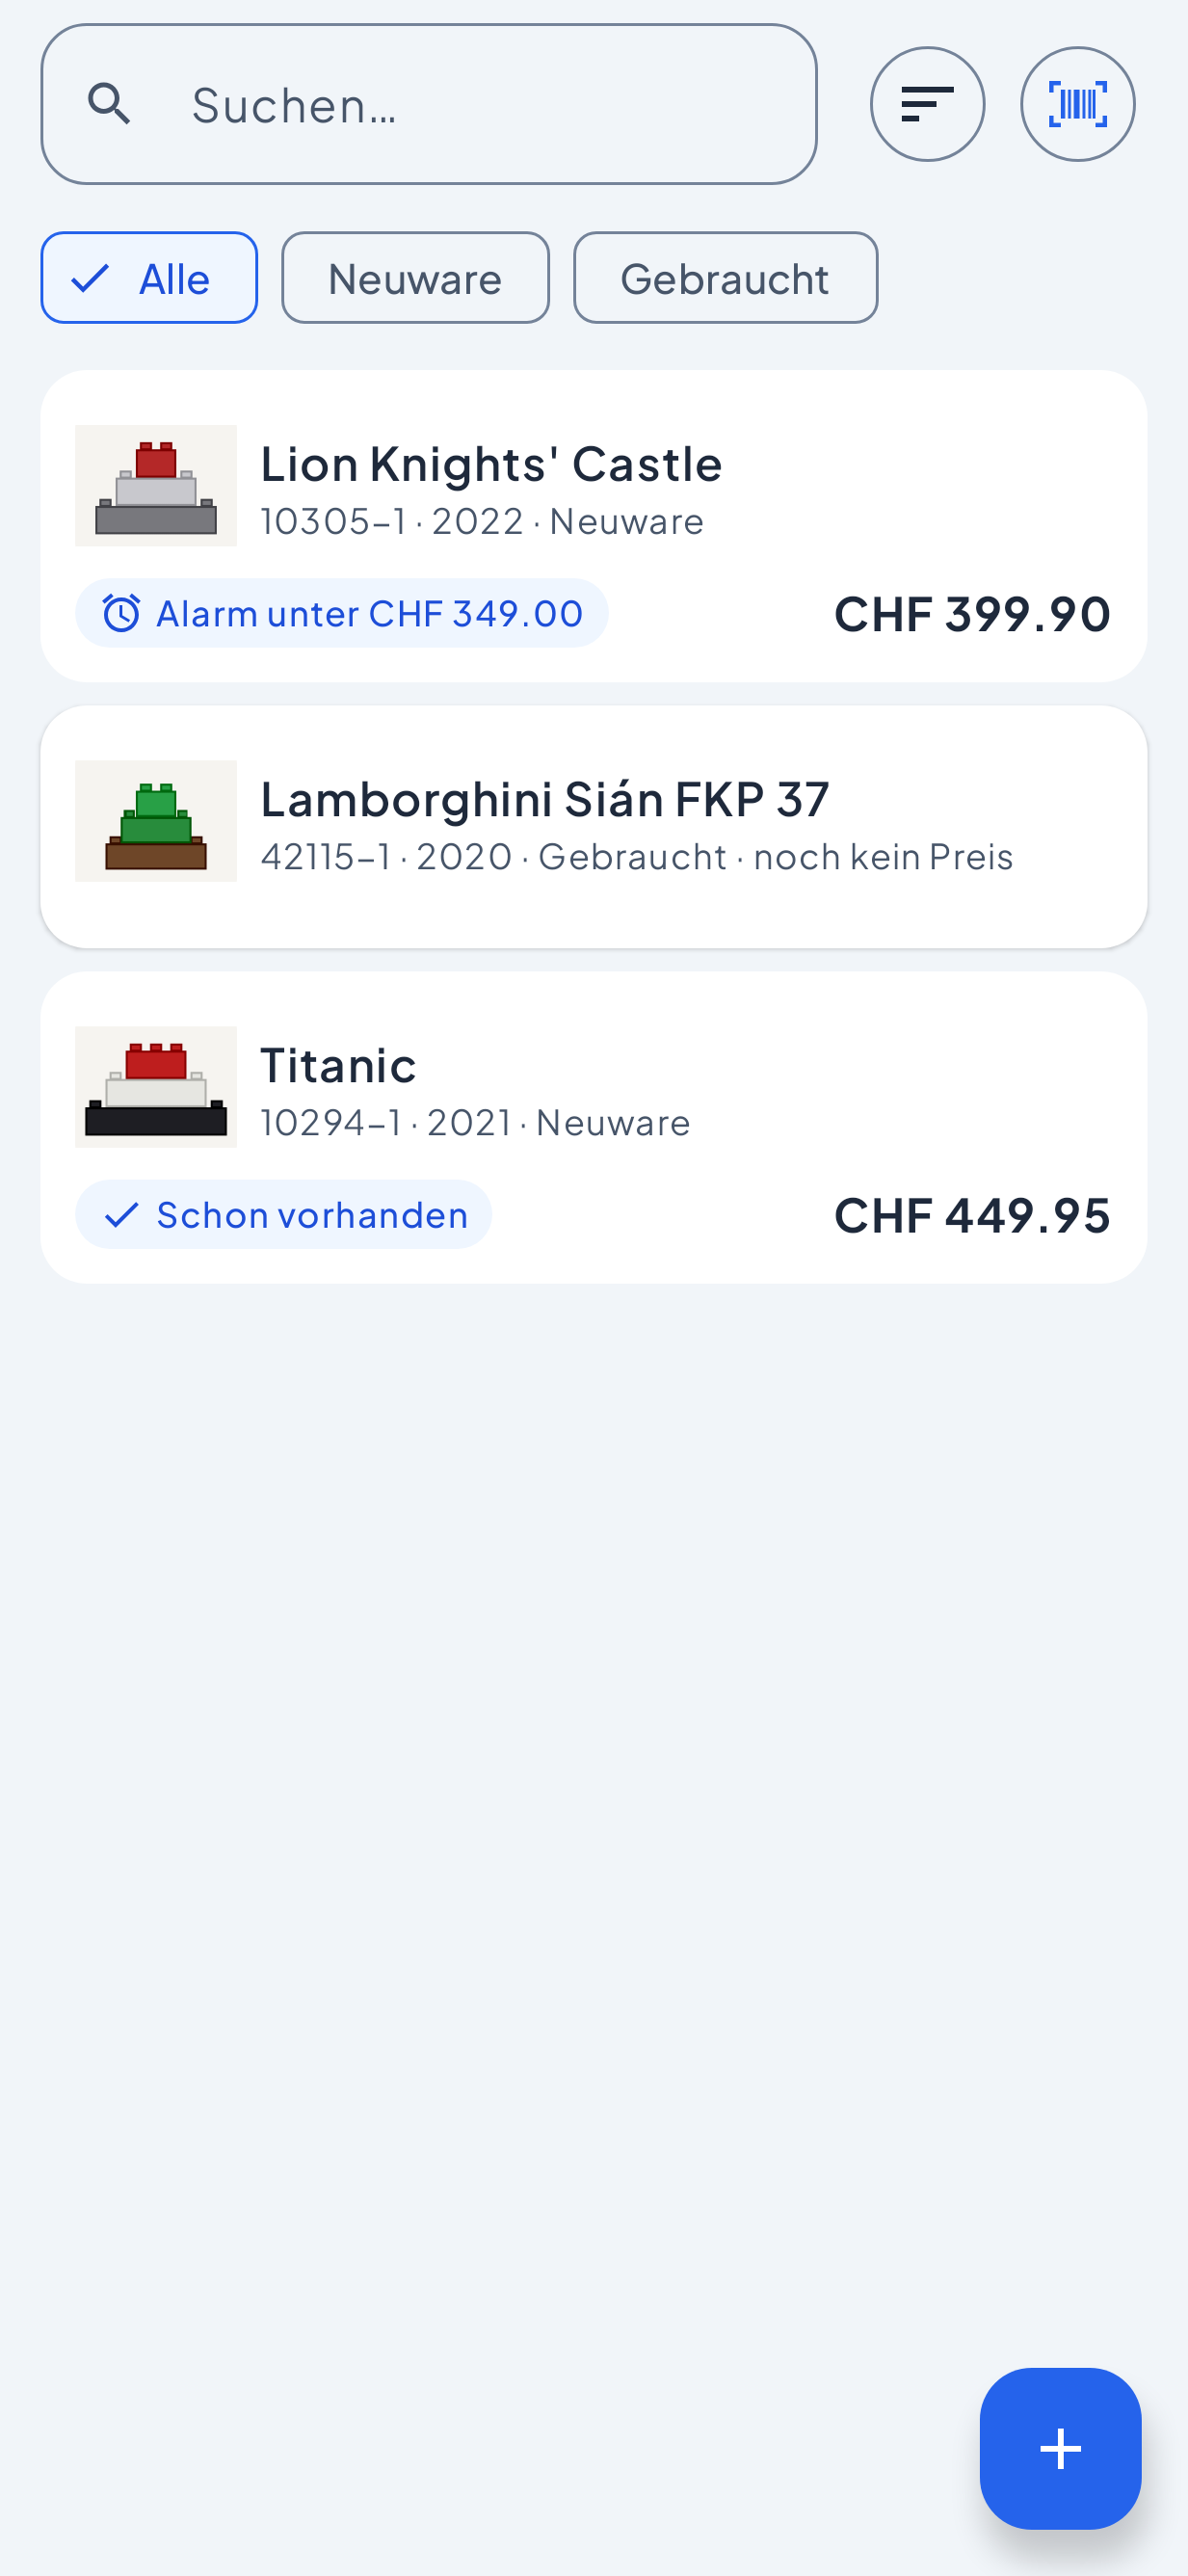 Suchen…
Alle
Neuware
Gebraucht
Lion Knights' Castle
10305–1 · 2022 · Neuware
Alarm unter CHF 349.00
CHF 399.90
Lamborghini Sián FKP 37
42115–1 · 2020 · Gebraucht · noch kein Preis
Titanic
10294–1 · 2021 · Neuware
Schon vorhanden
CHF 449.95